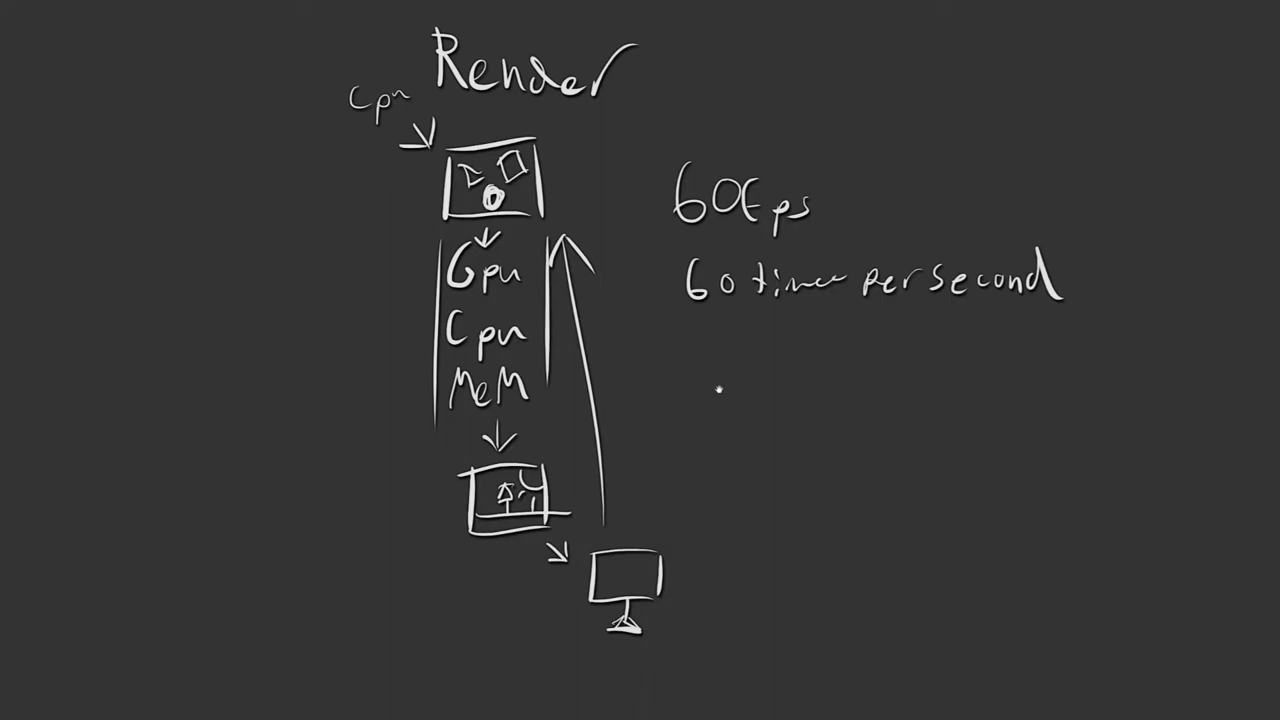 Render
Cpu
60fps
60 times per second
Gpu
Cpu
MeM